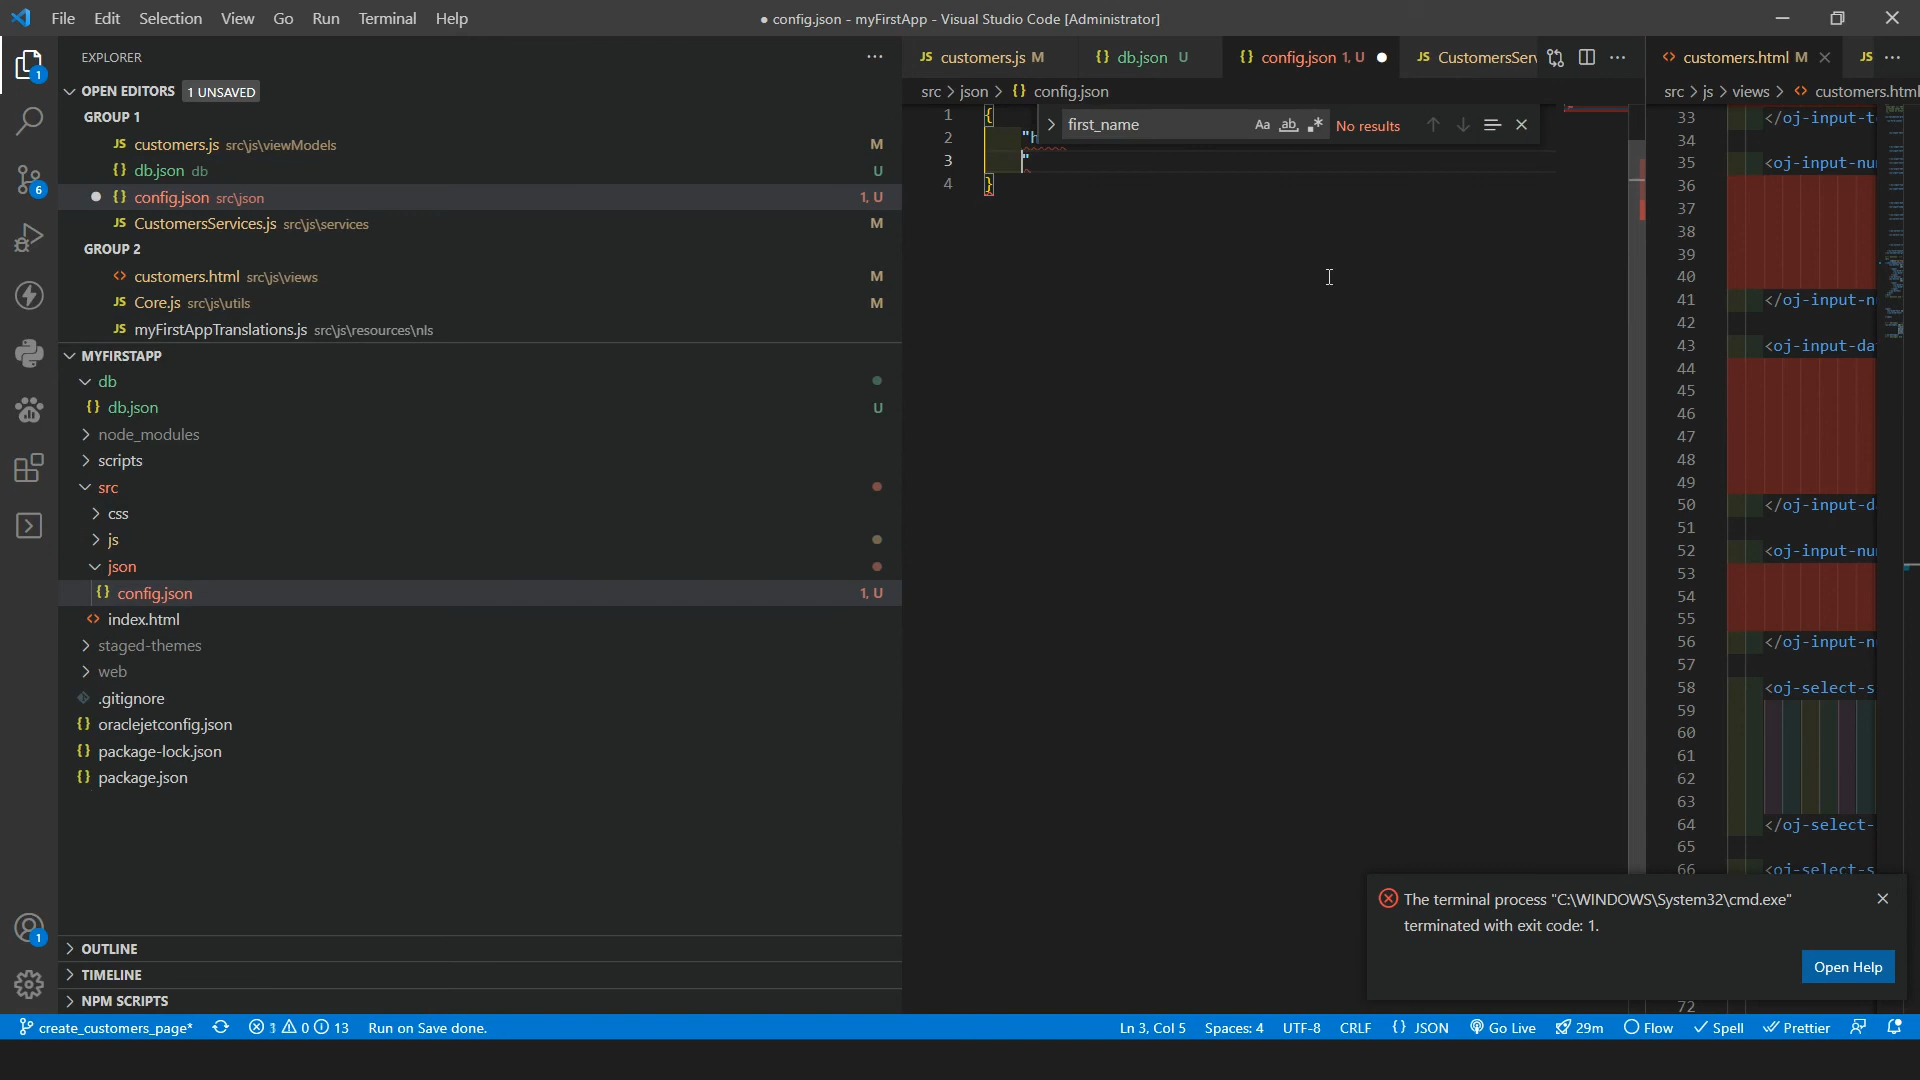 File Edit Selection View Go Run Terminal Help
● config.json - myFirstApp - Visual Studio Code [Administrator]
EXPLORER
OPEN EDITORS 1 UNSAVED
GROUP 1
JS customers.js src\js\viewModels M
{} db.json db U
{} config.json src\json 1, U
JS CustomersServices.js src\js\services M
GROUP 2
<> customers.html src\js\views M
JS Core.js src\js\utils M
JS myFirstAppTranslations.js src\js\resources\nls
MYFIRSTAPP
db
{} db.json U
node_modules
scripts
src
css
js
json
{} config.json 1, U
<> index.html
staged-themes
web
.gitignore
{} oraclejetconfig.json
{} package-lock.json
{} package.json
OUTLINE
TIMELINE
NPM SCRIPTS
1
6
1
JS customers.js M
{} db.json U
{} config.json 1, U ●
JS CustomersServ
src > json > {} config.json
first_name Aa ab .* No results
1 {
2 "h
3 "
4 }
<> customers.html M
JS
src > js > views > <> customers.html
33 </oj-input-t
34
35 <oj-input-nu
36
37
38
39
40
41 </oj-input-n
42
43 <oj-input-da
44
45
46
47
48
49
50 </oj-input-d
51
52 <oj-input-nu
53
54
55
56 </oj-input-n
57
58 <oj-select-s
59
60
61
62
63
64 </oj-select-
65
66 <oj-select-s
72
The terminal process "C:\WINDOWS\System32\cmd.exe"
terminated with exit code: 1.
Open Help
create_customers_page* 0 13 Run on Save done.
Ln 3, Col 5 Spaces: 4 UTF-8 CRLF {} JSON Go Live 29m Flow Spell Prettier